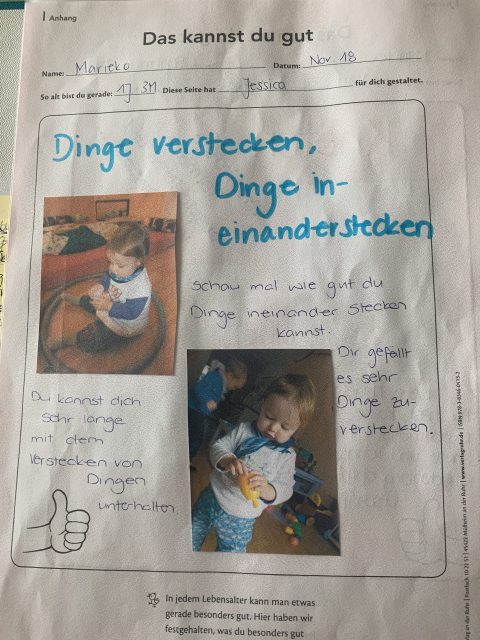 Anhang
Das kannst du gut
Name: Marieko Datum: Nov. 18
So alt bist du gerade: 1J 3M. Diese Seite hat Jessica für dich gestaltet.
Dinge verstecken,
Dinge in-
einanderstecken
Schau mal wie gut du
Dinge ineinander stecken
kannst.
Dir gefällt
es sehr
Dinge zu-
verstecken.
Du kannst dich
sehr lange
mit dem
Verstecken von
Dingen
unterhalten.
In jedem Lebensalter kann man etwas
gerade besonders gut. Hier haben wir
festgehalten, was du besonders gut